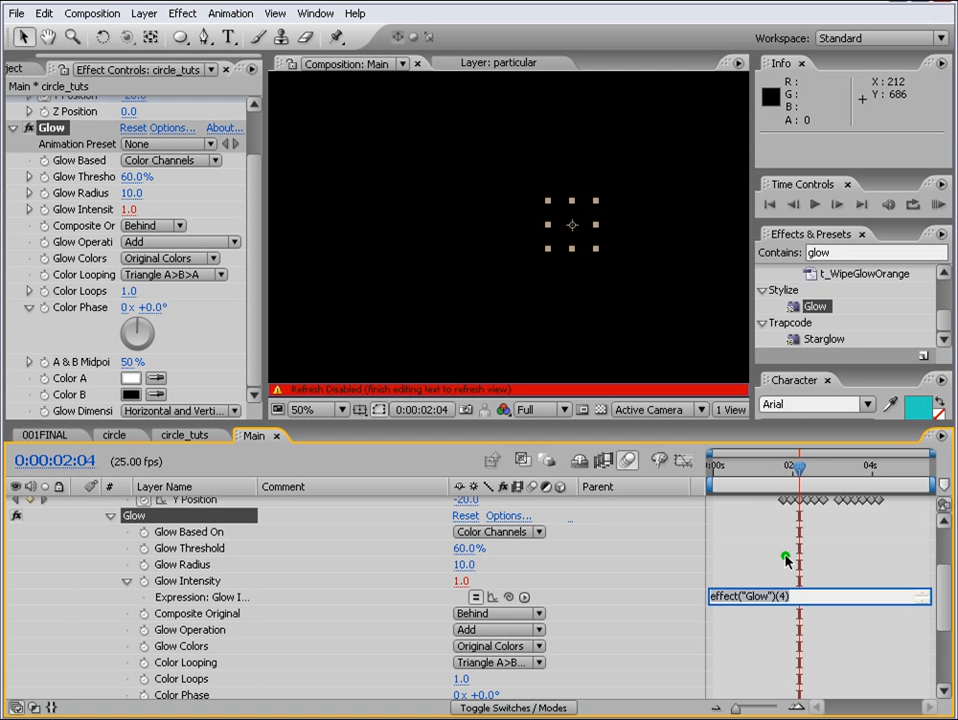 File Edit Composition Layer Effect Animation View Window Help
Workspace: Standard
ject Effect Controls: circle_tuts
Main * circle_tuts
Z Position 0.0
Glow Reset Options... About...
Animation Preset None
Glow Based Color Channels
Glow Thresho 60.0%
Glow Radius 10.0
Glow Intensit 1.0
Composite Or Behind
Glow Operati Add
Glow Colors Original Colors
Color Looping Triangle A>B>A
Color Loops 1.0
Color Phase 0 x +0.0°
A & B Midpoi 50 %
Color A
Color B
Glow Dimensi Horizontal and Verti...
Composition: Main Layer: particular
Refresh Disabled (finish editing text to refresh view)
50% 0:00:02:04 Full Active Camera 1 View
Info
R :
G :
B :
A : 0
X : 212
Y : 686
Time Controls
Effects & Presets
Contains: glow
t_WipeGlowOrange
Stylize
Glow
Trapcode
Starglow
Character
Arial
001FINAL circle circle_tuts Main
0:00:02:04 (25.00 fps)
:00s 02 04s
# Layer Name Comment Parent
Y Position -20.0
Glow Reset Options...
Glow Based On Color Channels
Glow Threshold 60.0%
Glow Radius 10.0
Glow Intensity 1.0
Expression: Glow I... effect("Glow")(4)
Composite Original Behind
Glow Operation Add
Glow Colors Original Colors
Color Looping Triangle A>B...
Color Loops 1.0
Color Phase 0 x +0.0°
Toggle Switches / Modes